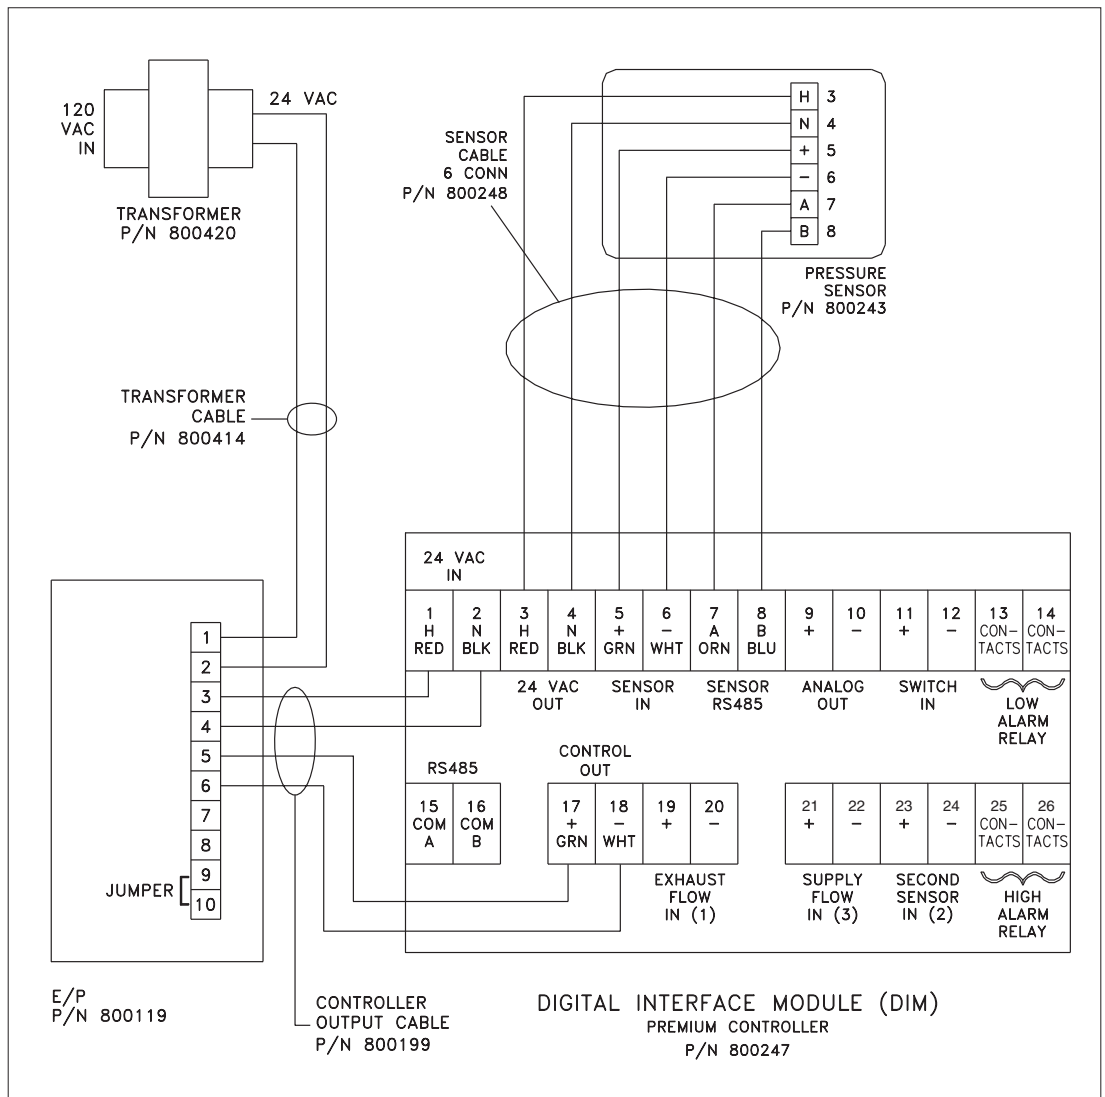 120
VAC
IN
24 VAC
TRANSFORMER
P/N 800420
SENSOR
CABLE
6 CONN
P/N 800248
H 3
N 4
+ 5
− 6
A 7
B 8
PRESSURE
SENSOR
P/N 800243
TRANSFORMER
CABLE
P/N 800414
24 VAC
IN
1 2 3 4 5 6 7 8 9 10 11 12 13 14
H N H N + − A B + − + − CON- CON-
RED BLK RED BLK GRN WHT ORN BLU TACTS TACTS
24 VAC
OUT
SENSOR
IN
SENSOR
RS485
ANALOG
OUT
SWITCH
IN
LOW
ALARM
RELAY
1
2
3
4
5
6
7
8
9
10
JUMPER
RS485
CONTROL
OUT
15 16 17 18 19 20 21 22 23 24 25 26
COM COM + − + − + − + − CON- CON-
A B GRN WHT TACTS TACTS
EXHAUST
FLOW
IN (1)
SUPPLY
FLOW
IN (3)
SECOND
SENSOR
IN (2)
HIGH
ALARM
RELAY
E/P
P/N 800119
CONTROLLER
OUTPUT CABLE
P/N 800199
DIGITAL INTERFACE MODULE (DIM)
PREMIUM CONTROLLER
P/N 800247